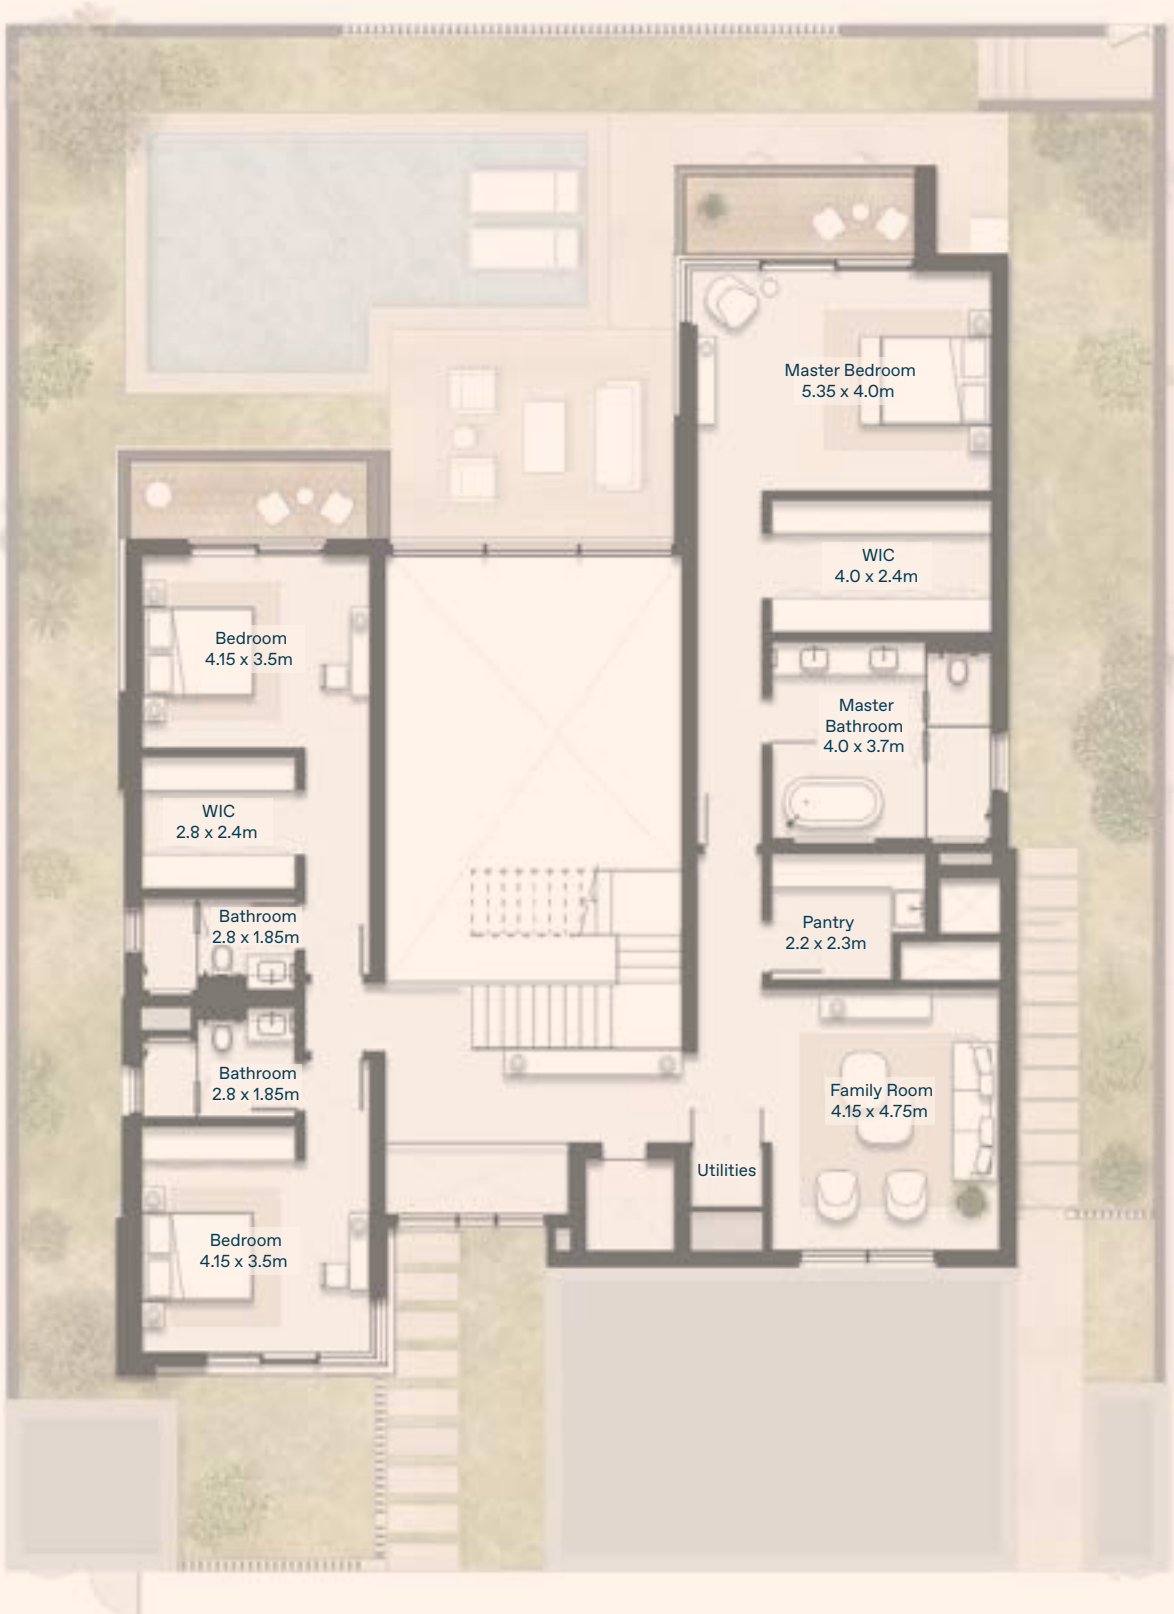 Master Bedroom
5.35 x 4.0m
WIC
4.0 x 2.4m
Bedroom
4.15 x 3.5m
Master
Bathroom
4.0 x 3.7m
WIC
2.8 x 2.4m
Bathroom
2.8 x 1.85m
Pantry
2.2 x 2.3m
Bathroom
2.8 x 1.85m
Family Room
4.15 x 4.75m
Utilities
Bedroom
4.15 x 3.5m